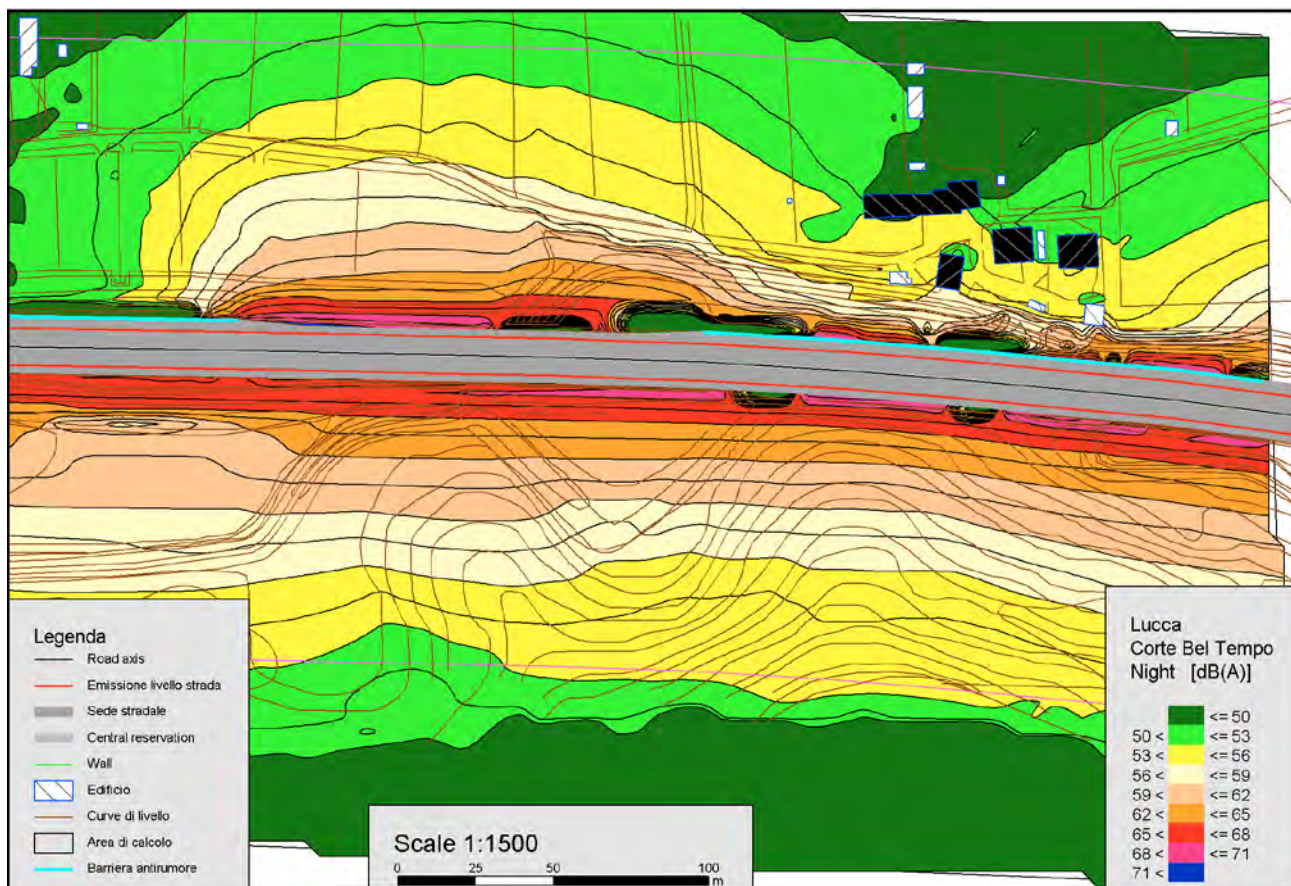 Legenda
Road axis
Emissione livello strada
Sede stradale
Central reservation
Wall
Edificio
Curve di livello
Area di calcolo
Barriera antirumore
Scale 1:1500
0 25 50 100
m
Lucca
Corte Bel Tempo
Night [dB(A)]
<= 50
50 < <= 53
53 < <= 56
56 < <= 59
59 < <= 62
62 < <= 65
65 < <= 68
68 < <= 71
71 <